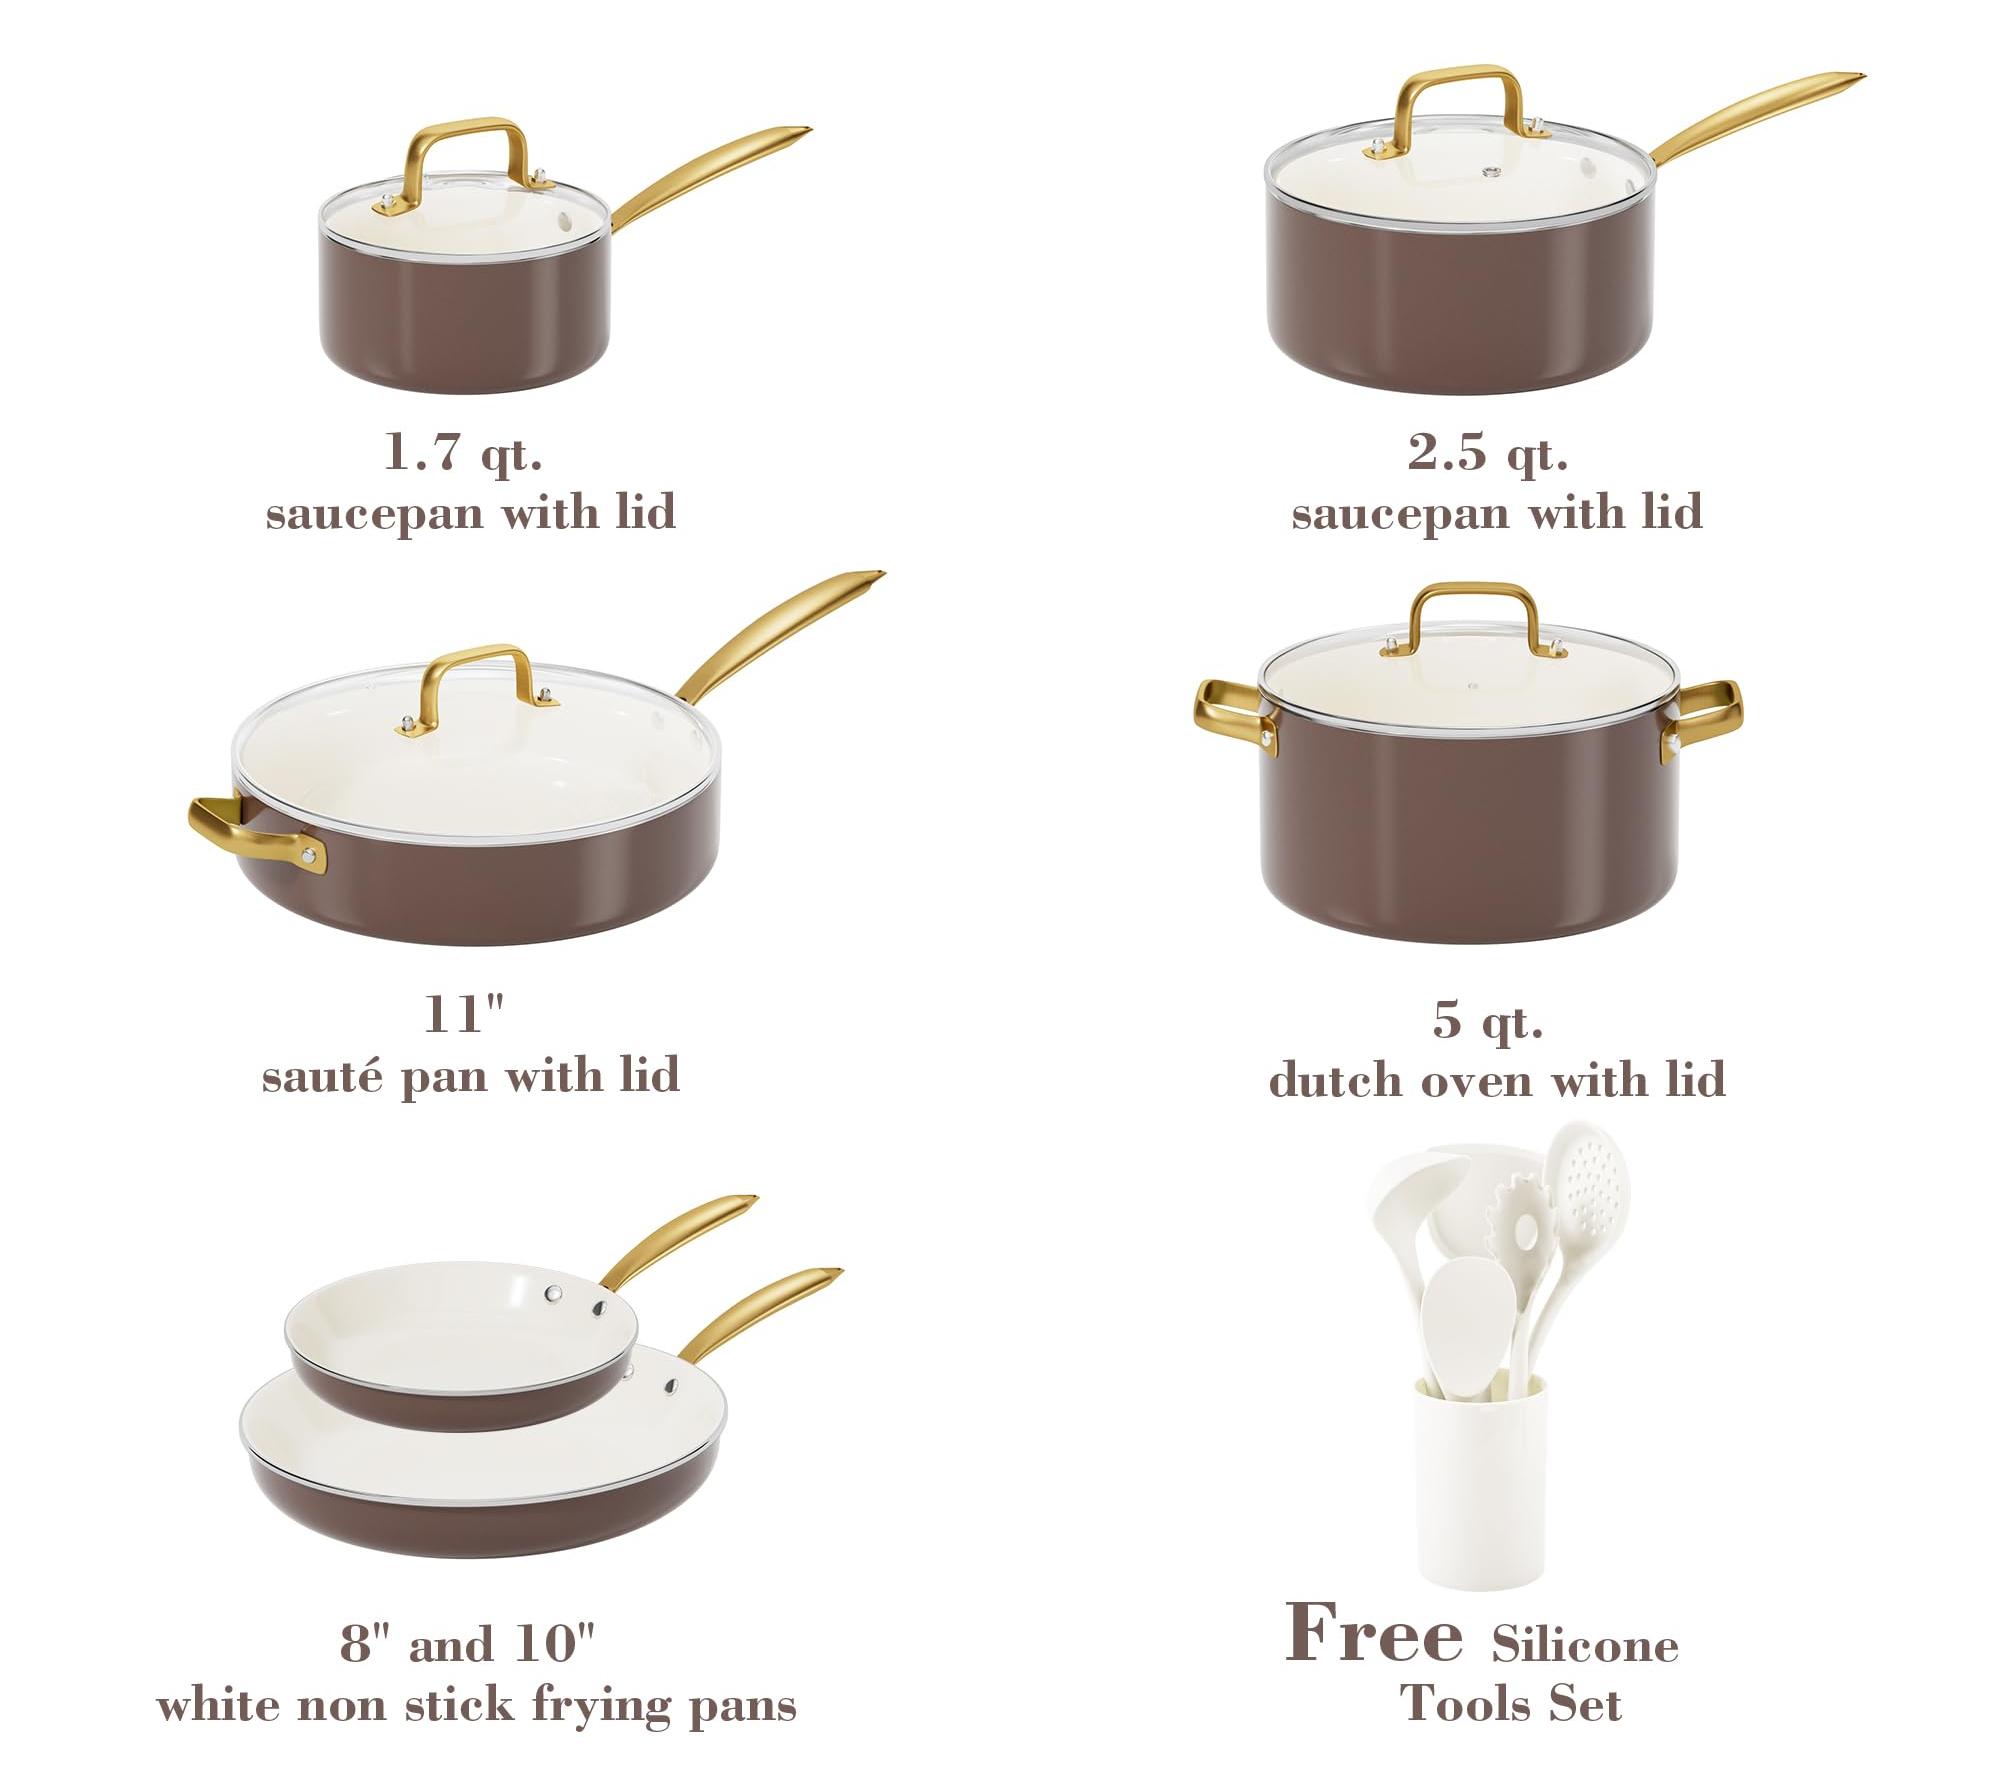 1.7 qt.
saucepan with lid
2.5 qt.
saucepan with lid
11"
sauté pan with lid
5 qt.
dutch oven with lid
8" and 10"
white non stick frying pans
Free Silicone
Tools Set